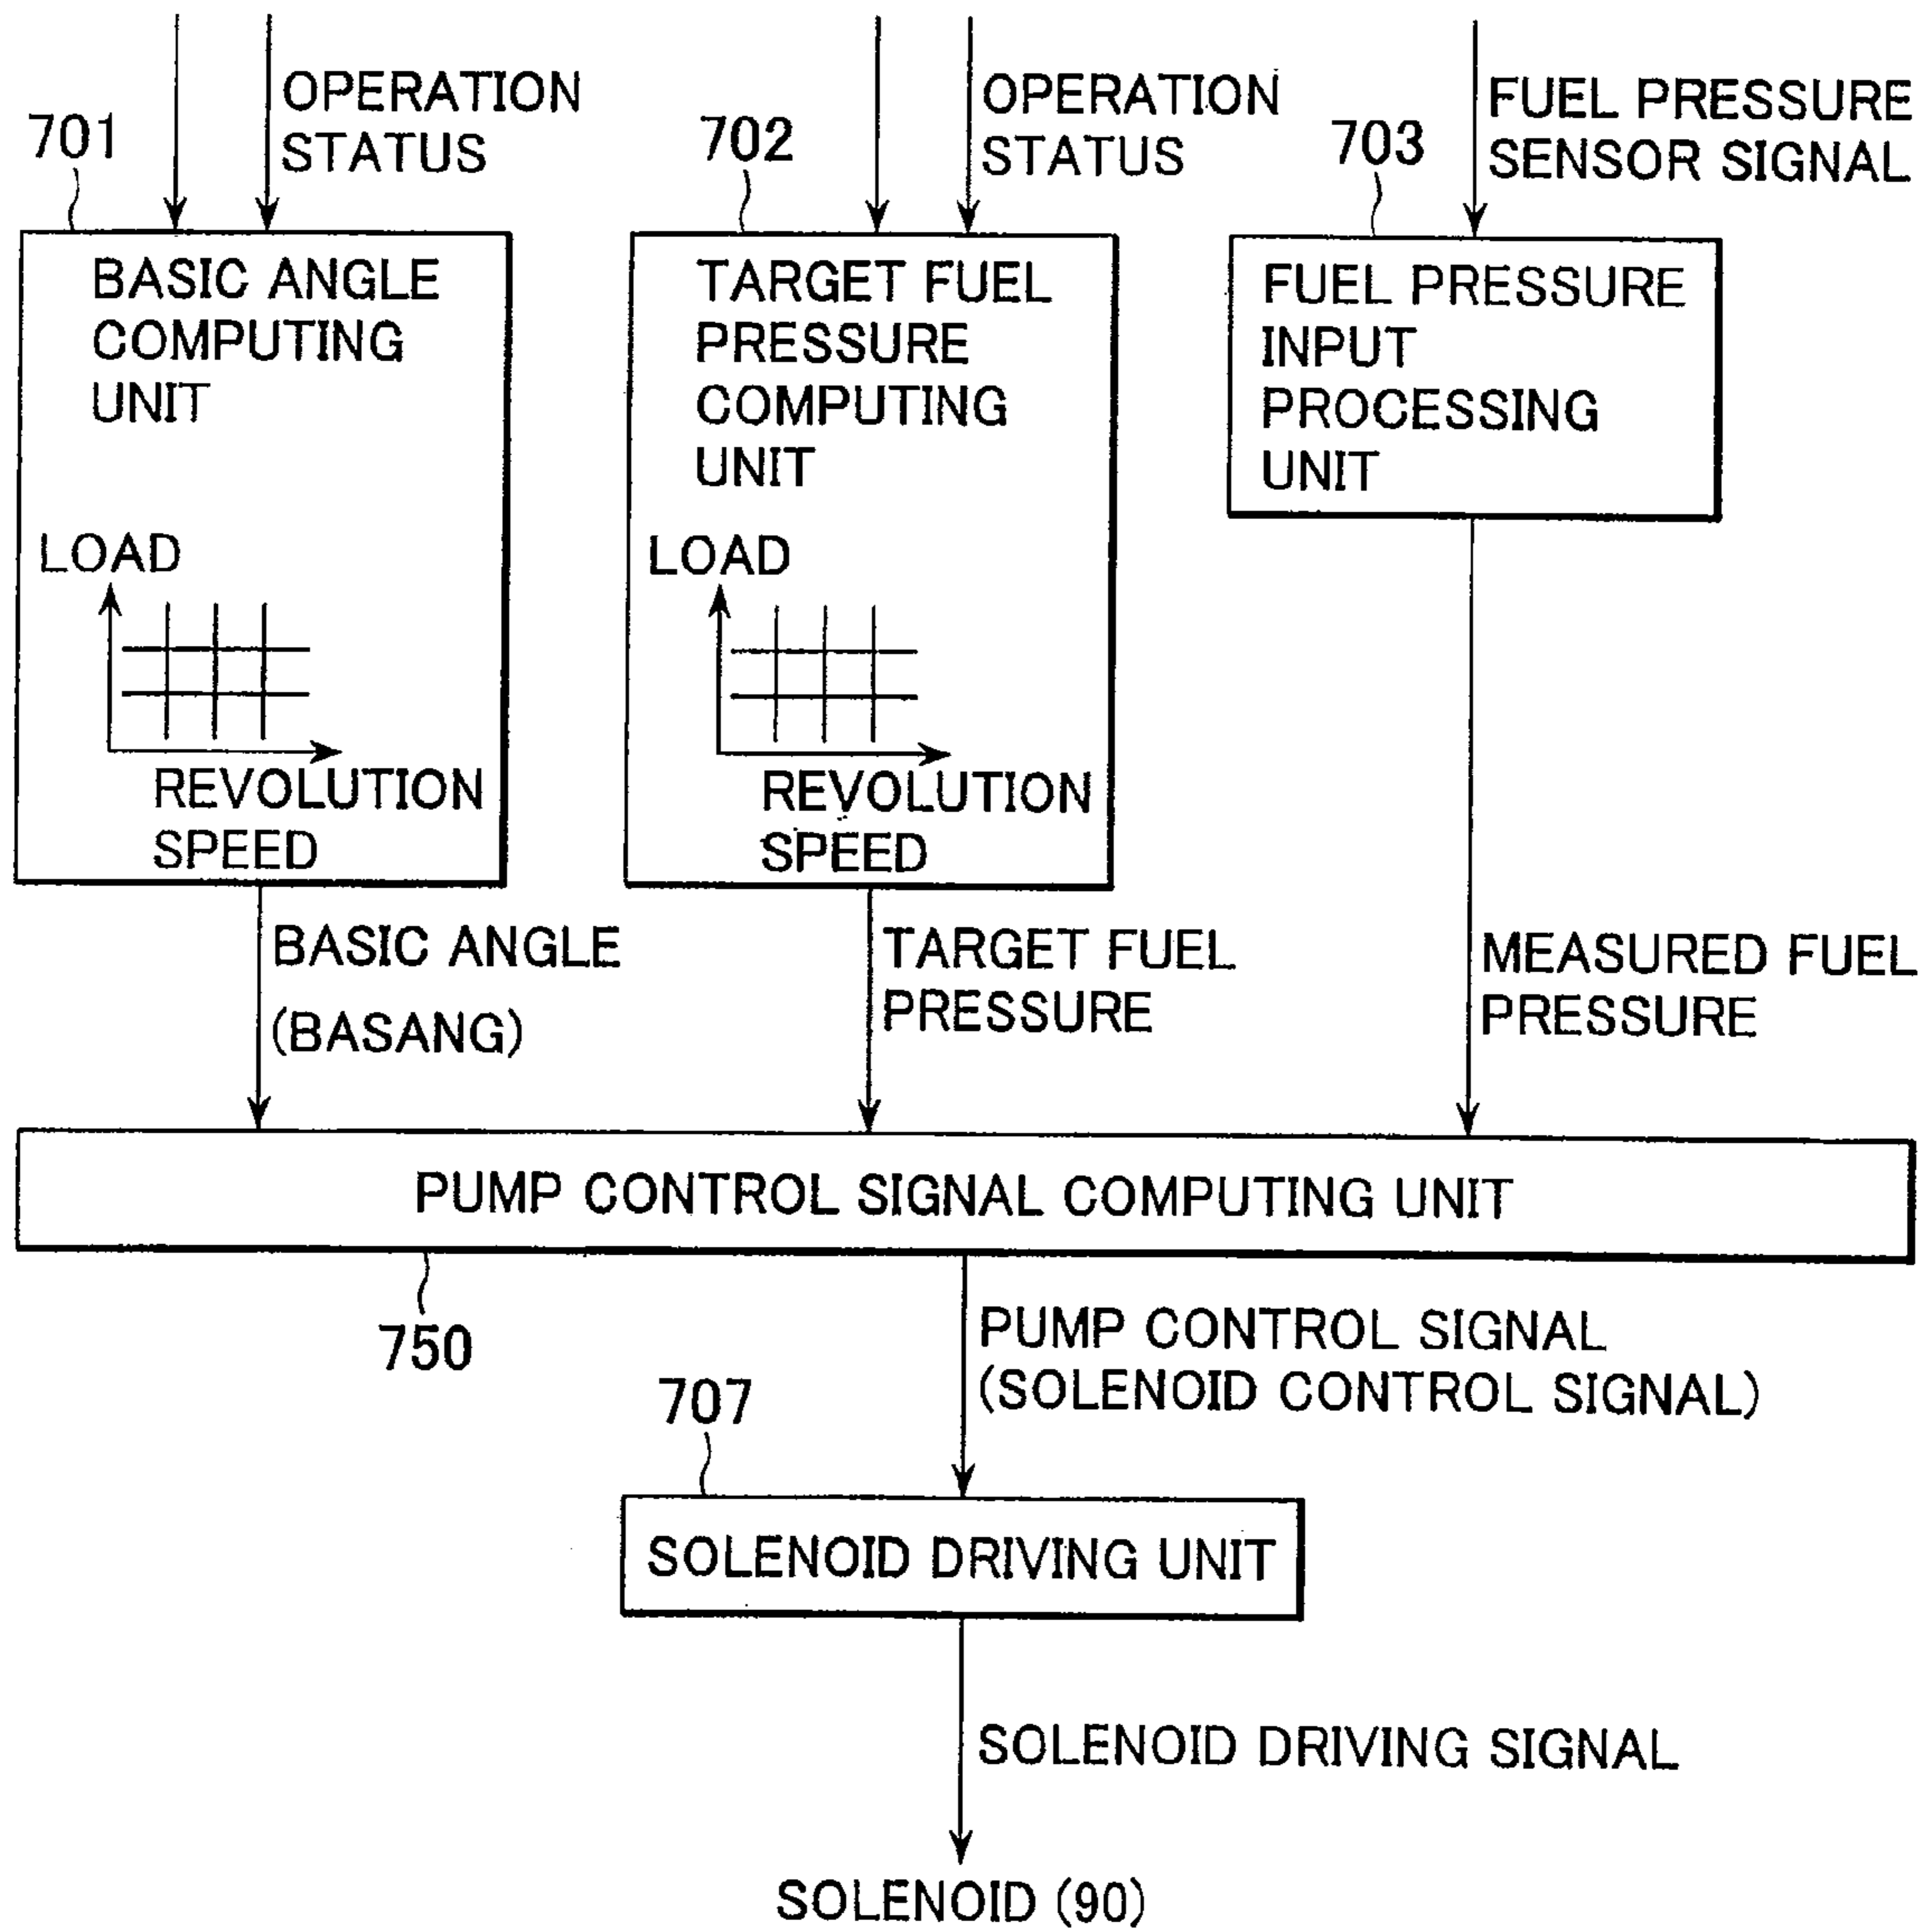 701
OPERATION
STATUS
702
OPERATION
STATUS
703
FUEL PRESSURE
SENSOR SIGNAL
BASIC ANGLE
COMPUTING
UNIT
LOAD
REVOLUTION
SPEED
TARGET FUEL
PRESSURE
COMPUTING
UNIT
LOAD
REVOLUTION
SPEED
FUEL PRESSURE
INPUT
PROCESSING
UNIT
BASIC ANGLE
(BASANG)
TARGET FUEL
PRESSURE
MEASURED FUEL
PRESSURE
PUMP CONTROL SIGNAL COMPUTING UNIT
750
PUMP CONTROL SIGNAL
(SOLENOID CONTROL SIGNAL)
707
SOLENOID DRIVING UNIT
SOLENOID DRIVING SIGNAL
SOLENOID (90)